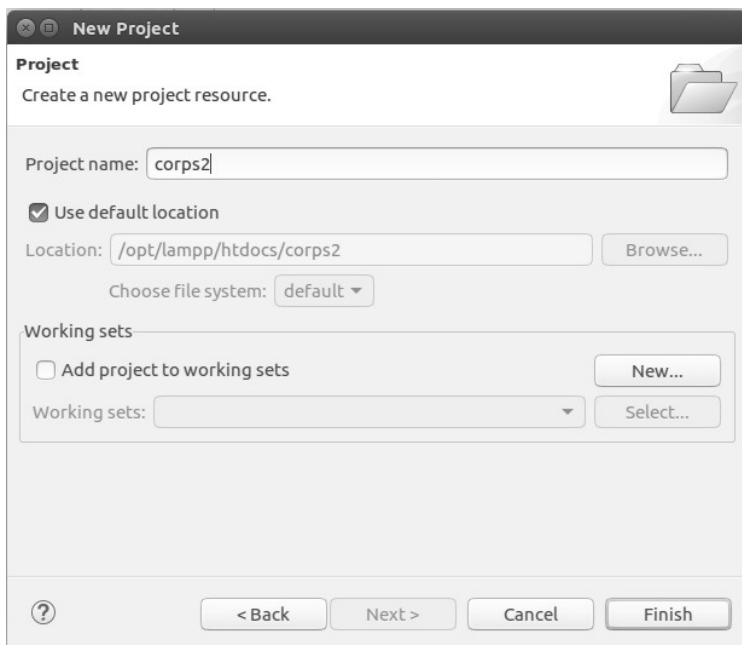 New Project
Project
Create a new project resource.
Project name: corps2
Use default location
Location: /opt/lampp/htdocs/corps2 Browse...
Choose file system: default
Working sets
Add project to working sets New...
Working sets: Select...
? < Back Next > Cancel Finish